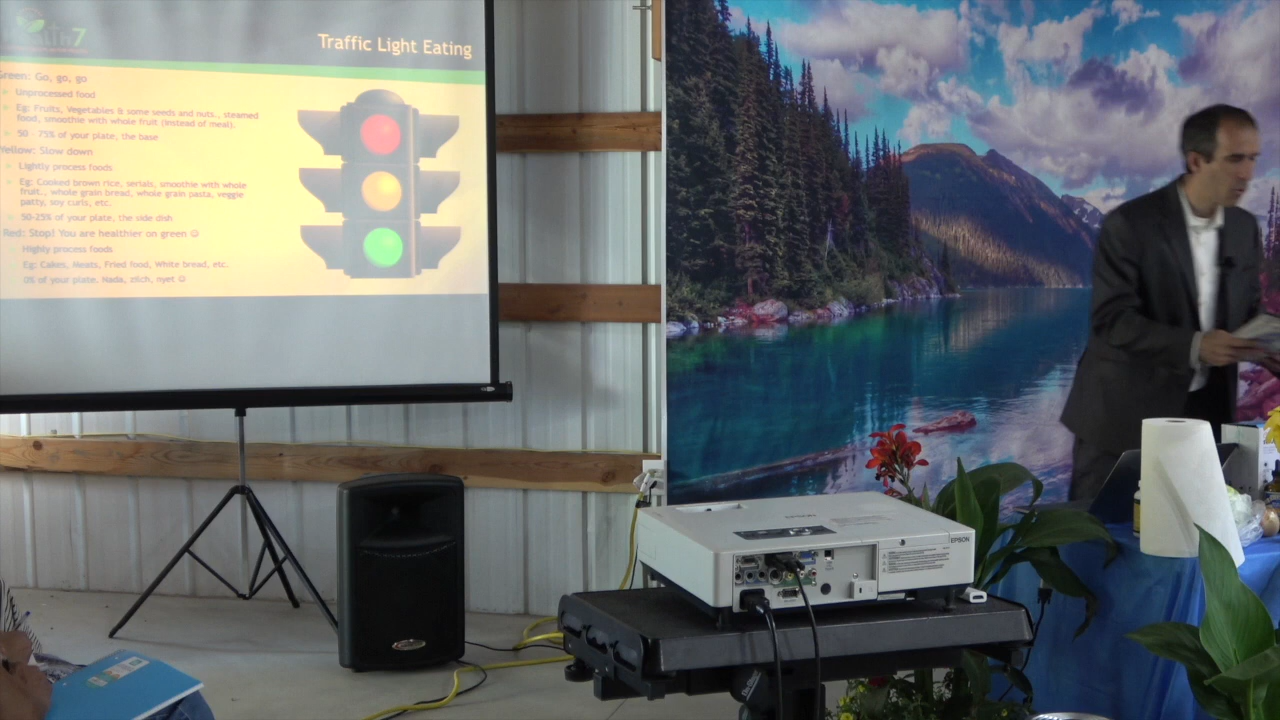 Traffic Light Eating
Green: Go, go, go
Unprocessed food
Eg: Fruits, Vegetables & some seeds and nuts., steamed
food, smoothie with whole fruit (instead of meal).
50 - 75% of your plate, the base
Yellow: Slow down
Lightly process foods
Eg: Cooked brown rice, serials, smoothie with whole
fruit., whole grain bread, whole grain pasta, veggie
patty, soy curls, etc.
50-25% of your plate, the side dish
Red: Stop! You are healthier on green ☺
Highly process foods
Eg: Cakes, Meats, Fried food, White bread, etc.
0% of your plate. Nada, zilch, nyet ☺
EPSON
EPSON